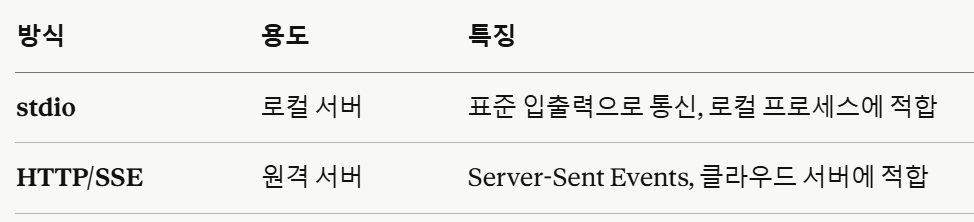 방식 용도 특징
stdio 로컬 서버 표준 입출력으로 통신, 로컬 프로세스에 적합
HTTP/SSE 원격 서버 Server-Sent Events, 클라우드 서버에 적합